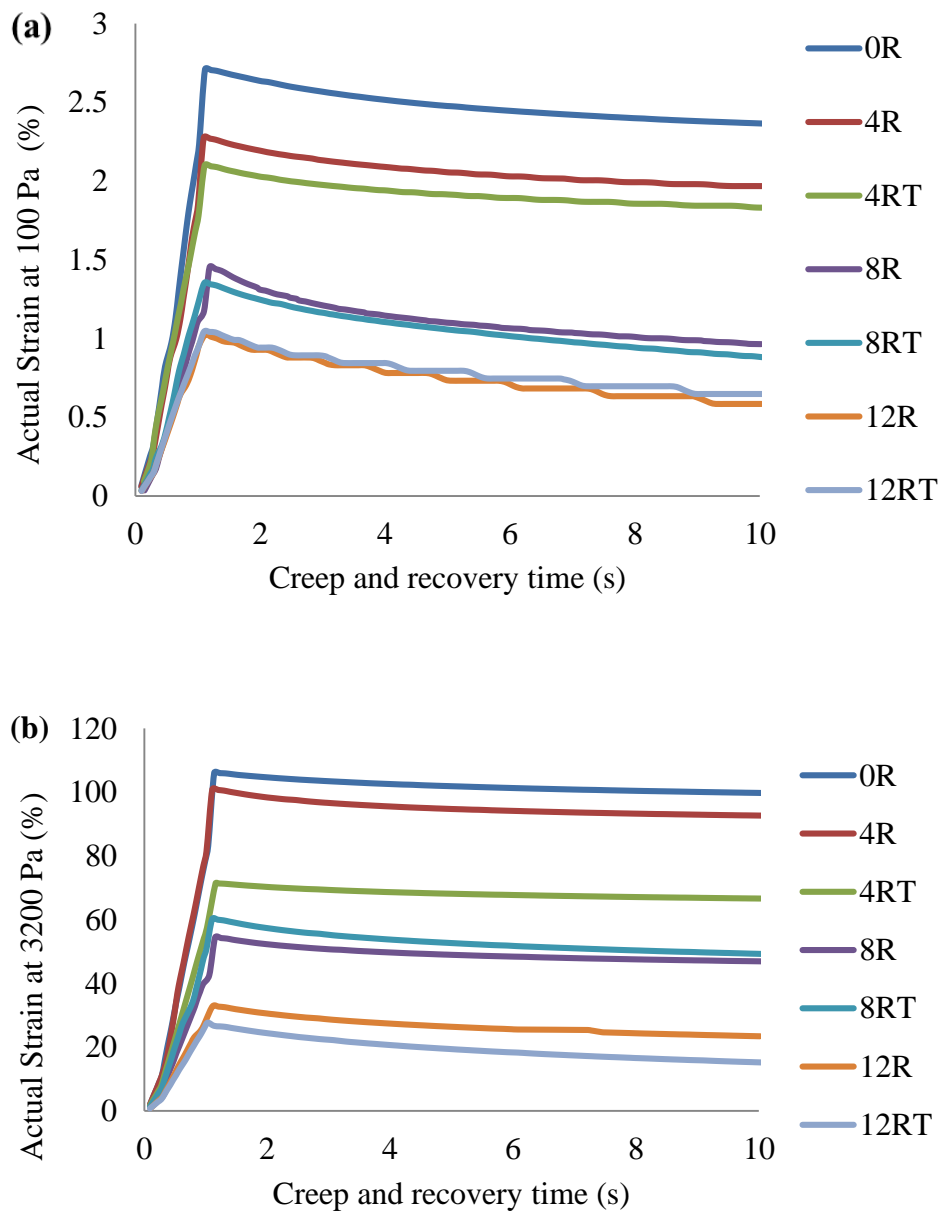 (a)
Actual Strain at 100 Pa (%)
3
2.5
2
1.5
1
0.5
0
0 2 4 6 8 10
Creep and recovery time (s)
0R
4R
4RT
8R
8RT
12R
12RT
(b)
Actual Strain at 3200 Pa (%)
120
100
80
60
40
20
0
0 2 4 6 8 10
Creep and recovery time (s)
0R
4R
4RT
8R
8RT
12R
12RT